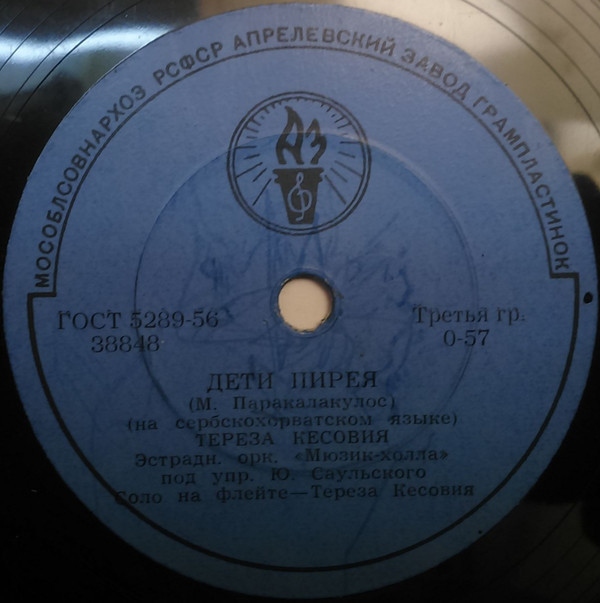 МОСОБЛСОВНАРХОЗ РСФСР АПРЕЛЕВСКИЙ ЗАВОД ГРАМПЛАСТИНОК
АЗ
ГОСТ 5289-56
38848
Третья гр.
0-57
ДЕТИ ПИРЕЯ
(М. Паракалакулос)
(на сербскохорватском языке)
ТЕРЕЗА КЕСОВИЯ
Эстрадн. орк. «Мюзик-холла»
под упр. Ю. Саульского
Соло на флейте—Тереза Кесовия